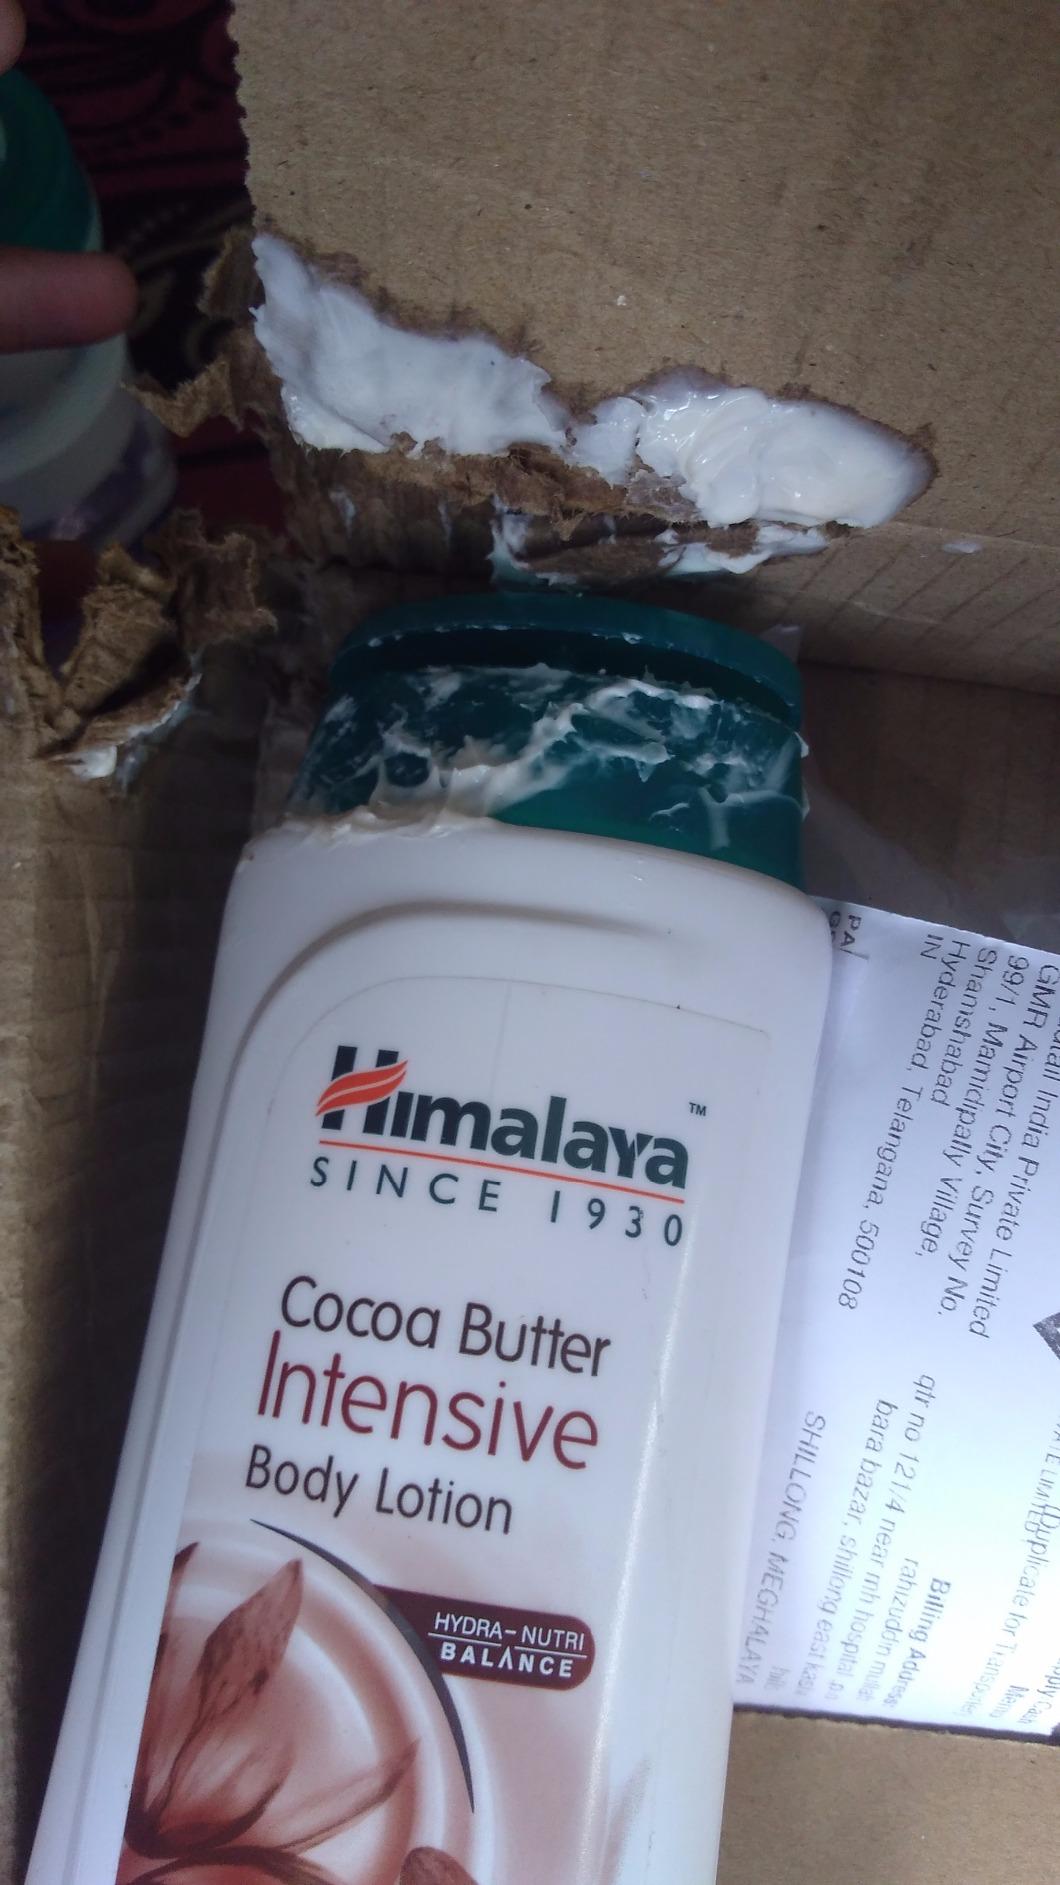 Himalaya™
SINCE 1930
Cocoa Butter
Intensive
Body Lotion
HYDRA-NUTRI
BALANCE
India Private Limited
GMR Airport City, Survey No.
99/1, Mamidipally Village,
Shamshabad
Hyderabad, Telangana, 500108
IN
Billing Address:
qtr no 121/4 near mh hospital
bara bazar, shillong east
SHILLONG, MEGHALAYA